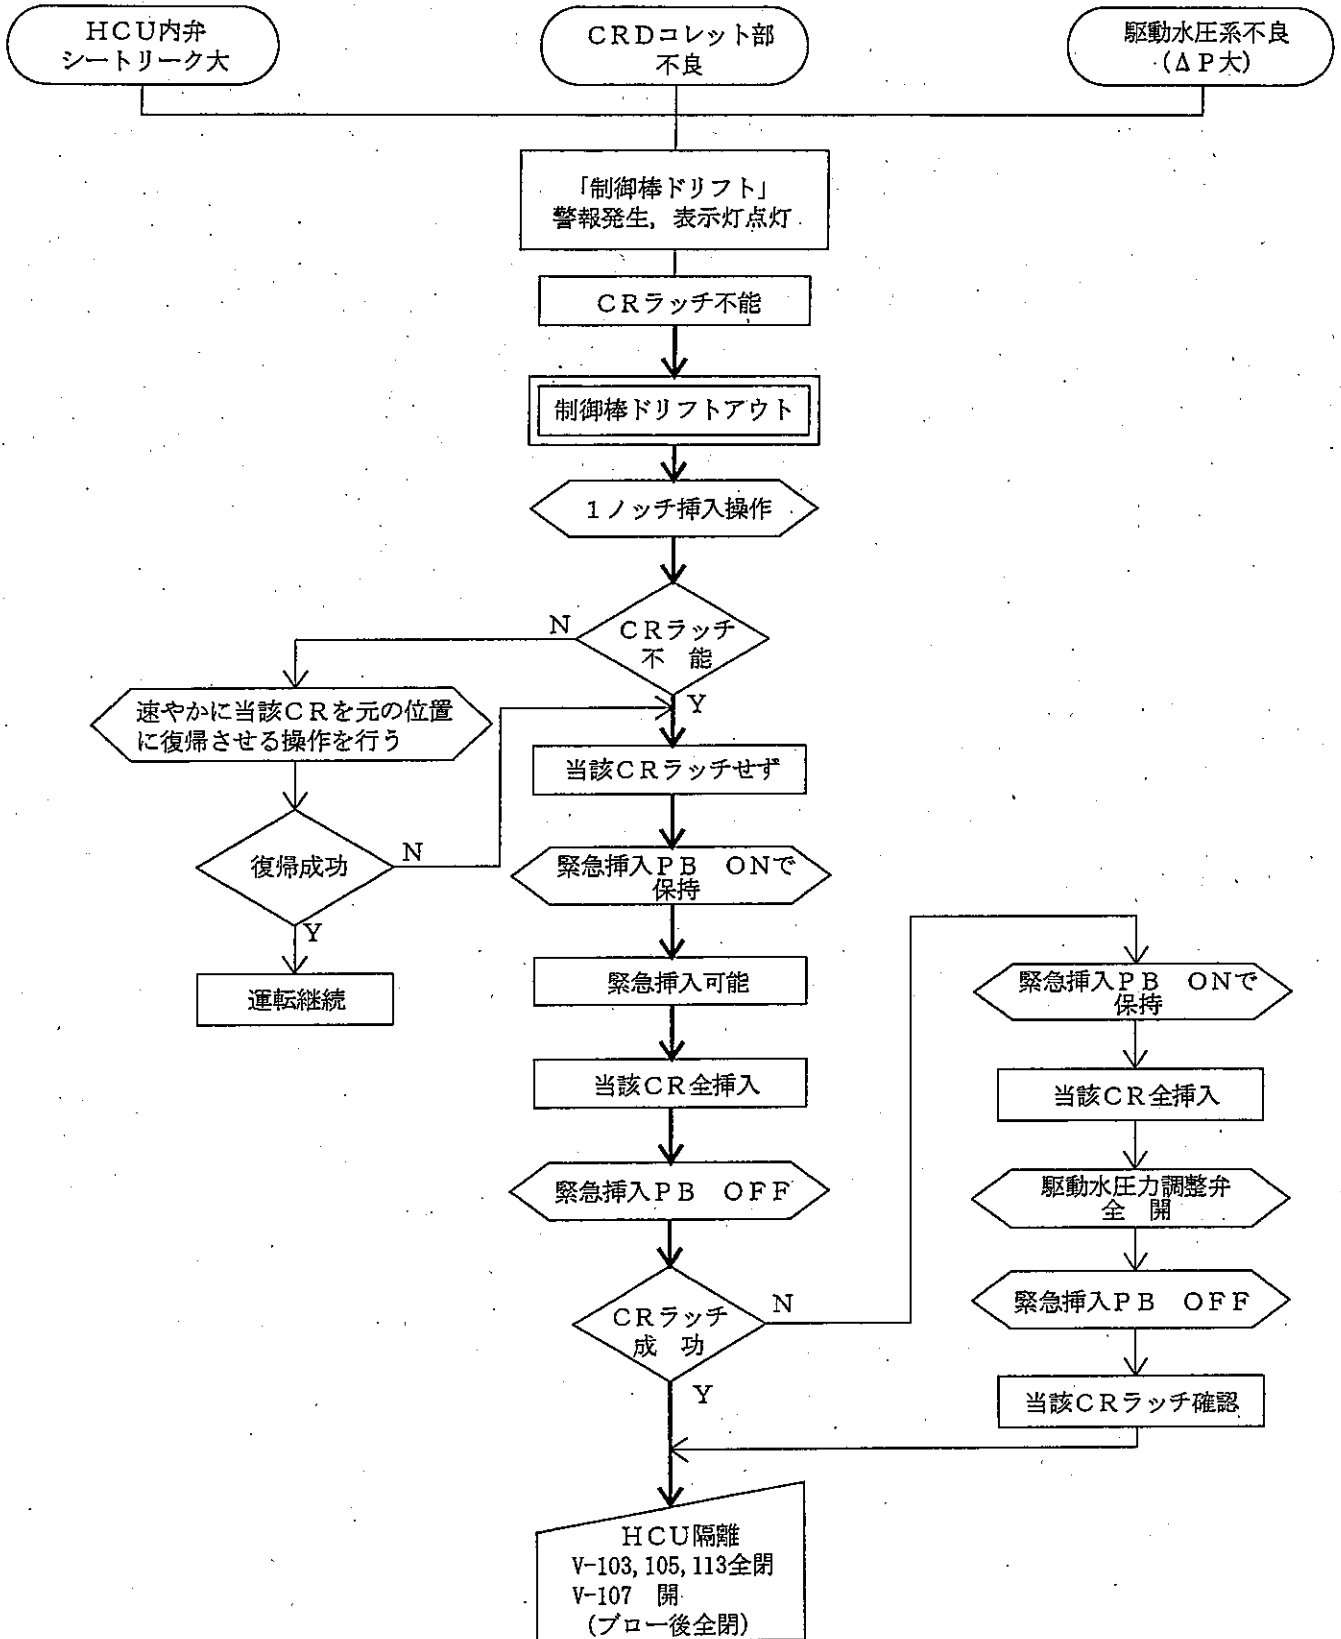 HCU内弁
シートリーク大
CRDコレット部
不良
駆動水圧系不良
(ΔP大)
「制御棒ドリフト」
警報発生, 表示灯点灯
CRラッチ不能
制御棒ドリフトアウト
1ノッチ挿入操作
CRラッチ
不 能
N
Y
速やかに当該CRを元の位置
に復帰させる操作を行う
復帰成功
N
Y
運転継続
当該CRラッチせず
緊急挿入PB ONで
保持
緊急挿入可能
当該CR全挿入
緊急挿入PB OFF
CRラッチ
成 功
N
Y
緊急挿入PB ONで
保持
当該CR全挿入
駆動水圧力調整弁
全 開
緊急挿入PB OFF
当該CRラッチ確認
HCU隔離
V-103, 105, 113全閉
V-107 開
(ブロー後全閉)